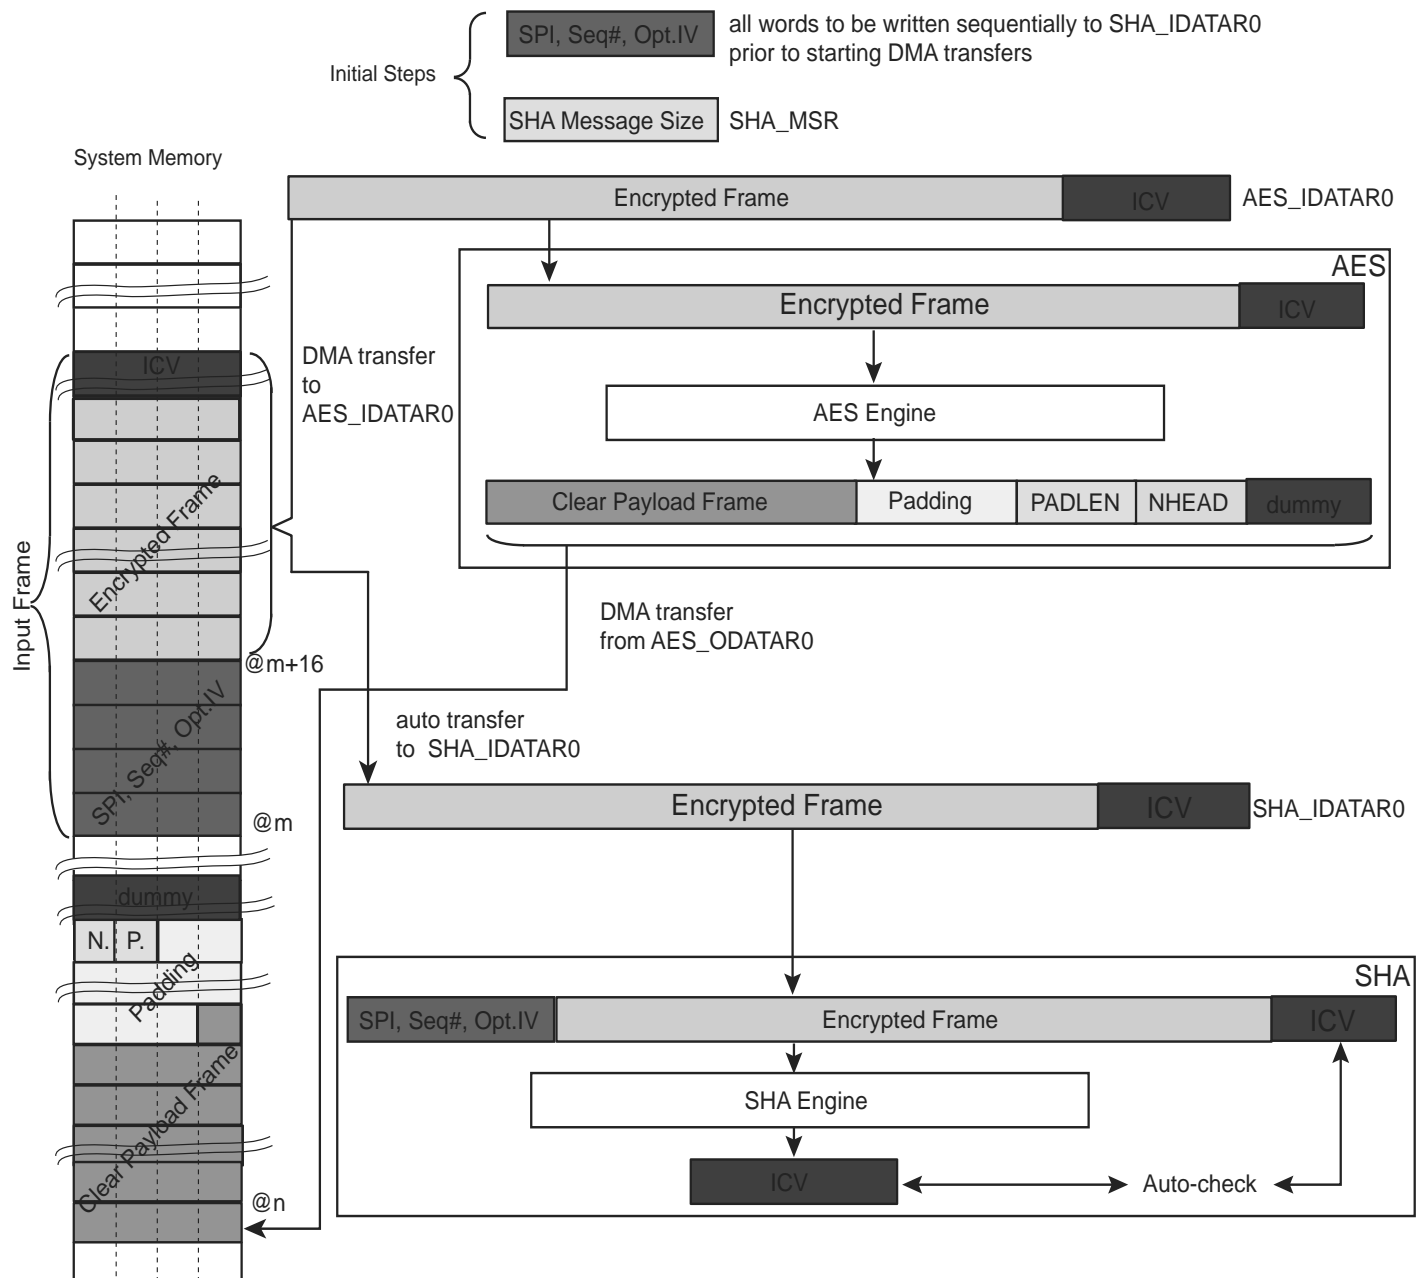 SPI, Seq#, Opt.IV
all words to be written sequentially to SHA_IDATAR0
prior to starting DMA transfers
Initial Steps
SHA Message Size
SHA_MSR
System Memory
Encrypted Frame
ICV
AES_IDATAR0
AES
Encrypted Frame
ICV
ICV
DMA transfer
to
AES_IDATAR0
AES Engine
Clear Payload Frame
Padding
PADLEN
NHEAD
dummy
Encrypted Frame
Input Frame
DMA transfer
from AES_ODATAR0
@m+16
SPI, Seq#, Opt.IV
auto transfer
to SHA_IDATAR0
@m
Encrypted Frame
ICV
SHA_IDATAR0
dummy
N.
P.
Padding
SHA
SPI, Seq#, Opt.IV
Encrypted Frame
ICV
Clear Payload Frame
SHA Engine
ICV
Auto-check
@n